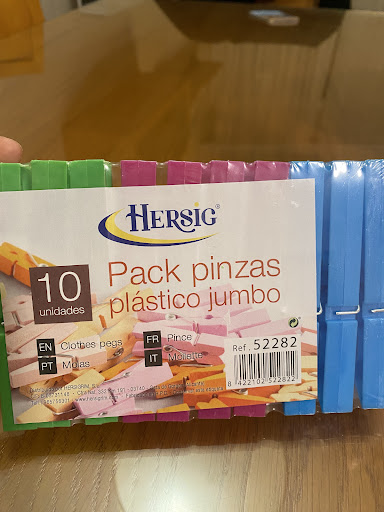 HERSIG®
10
unidades
Pack pinzas
plástico jumbo
EN Clothes pegs
FR Pince
PT Molas
IT Mollette
Ref. 52282
8 422102 522822